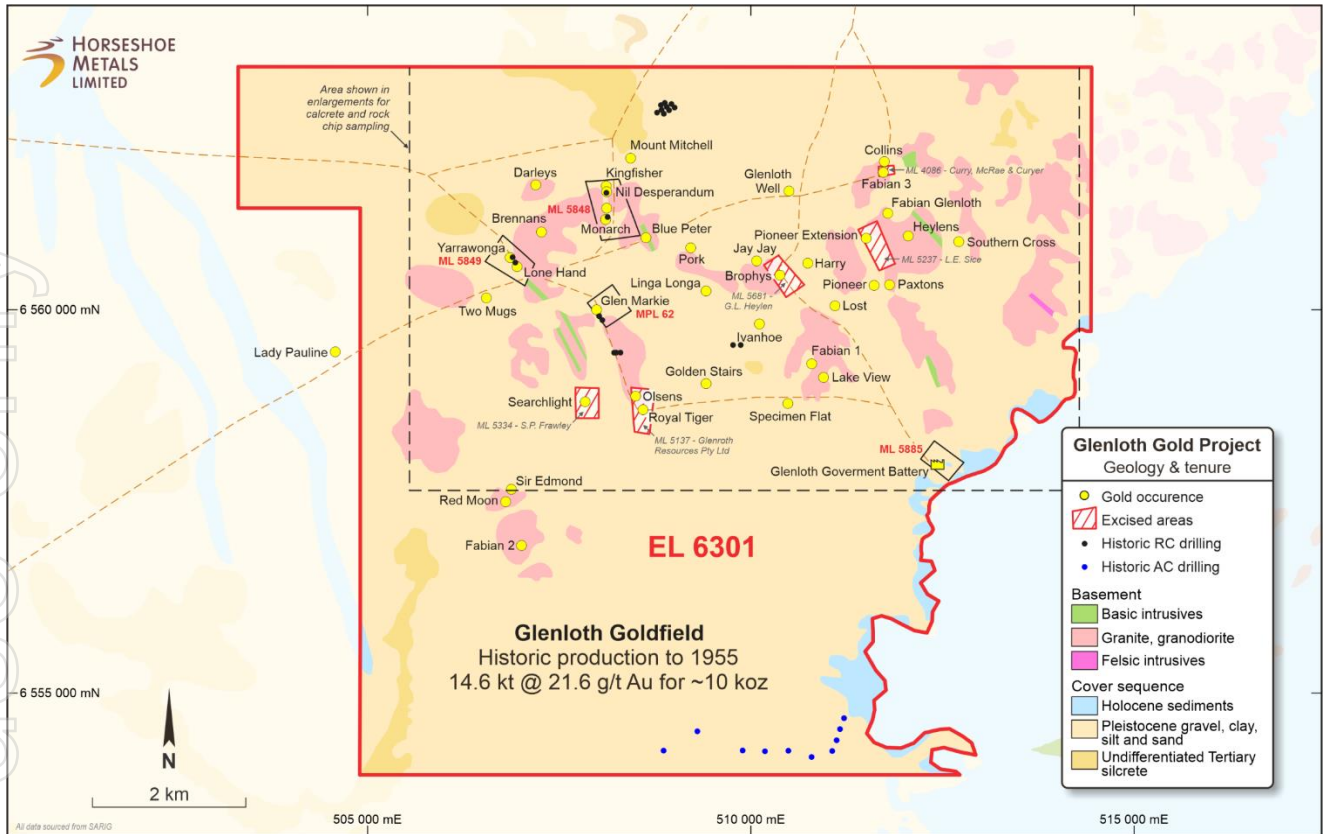 HORSESHOE
METALS
LIMITED
Area shown in
enlargements for
calcrete and rock
chip sampling
Mount Mitchell
Collins
ML 4086 - Curry, McRae & Curyer
Fabian 3
Darleys
Kingfisher
Nil Desperandum
Glenloth
Well
ML 5848
Monarch
Fabian Glenloth
Brennans
Blue Peter
Pioneer Extension
Heylens
Southern Cross
Yarrawonga
ML 5849
Lone Hand
Pork
Jay Jay
Harry
ML 5237 - L.E. Sice
Brophys
Linga Longa
ML 5681 -
G.L. Heylen
Pioneer
Paxtons
Two Mugs
Glen Markie
MPL 62
Lost
6 560 000 mN
Ivanhoe
Lady Pauline
Fabian 1
Golden Stairs
Lake View
Searchlight
Olsens
Royal Tiger
Specimen Flat
ML 5334 - S.P. Frawley
ML 5137 - Glenroth
Resources Pty Ltd
ML 5885
Glenloth Goverment Battery
Sir Edmond
Red Moon
Fabian 2
EL 6301
Glenloth Goldfield
Historic production to 1955
14.6 kt @ 21.6 g/t Au for ~10 koz
6 555 000 mN
N
2 km
505 000 mE
510 000 mE
515 000 mE
All data sourced from SARIG
Glenloth Gold Project
Geology & tenure
Gold occurence
Excised areas
Historic RC drilling
Historic AC drilling
Basement
Basic intrusives
Granite, granodiorite
Felsic intrusives
Cover sequence
Holocene sediments
Pleistocene gravel, clay,
silt and sand
Undifferentiated Tertiary
silcrete